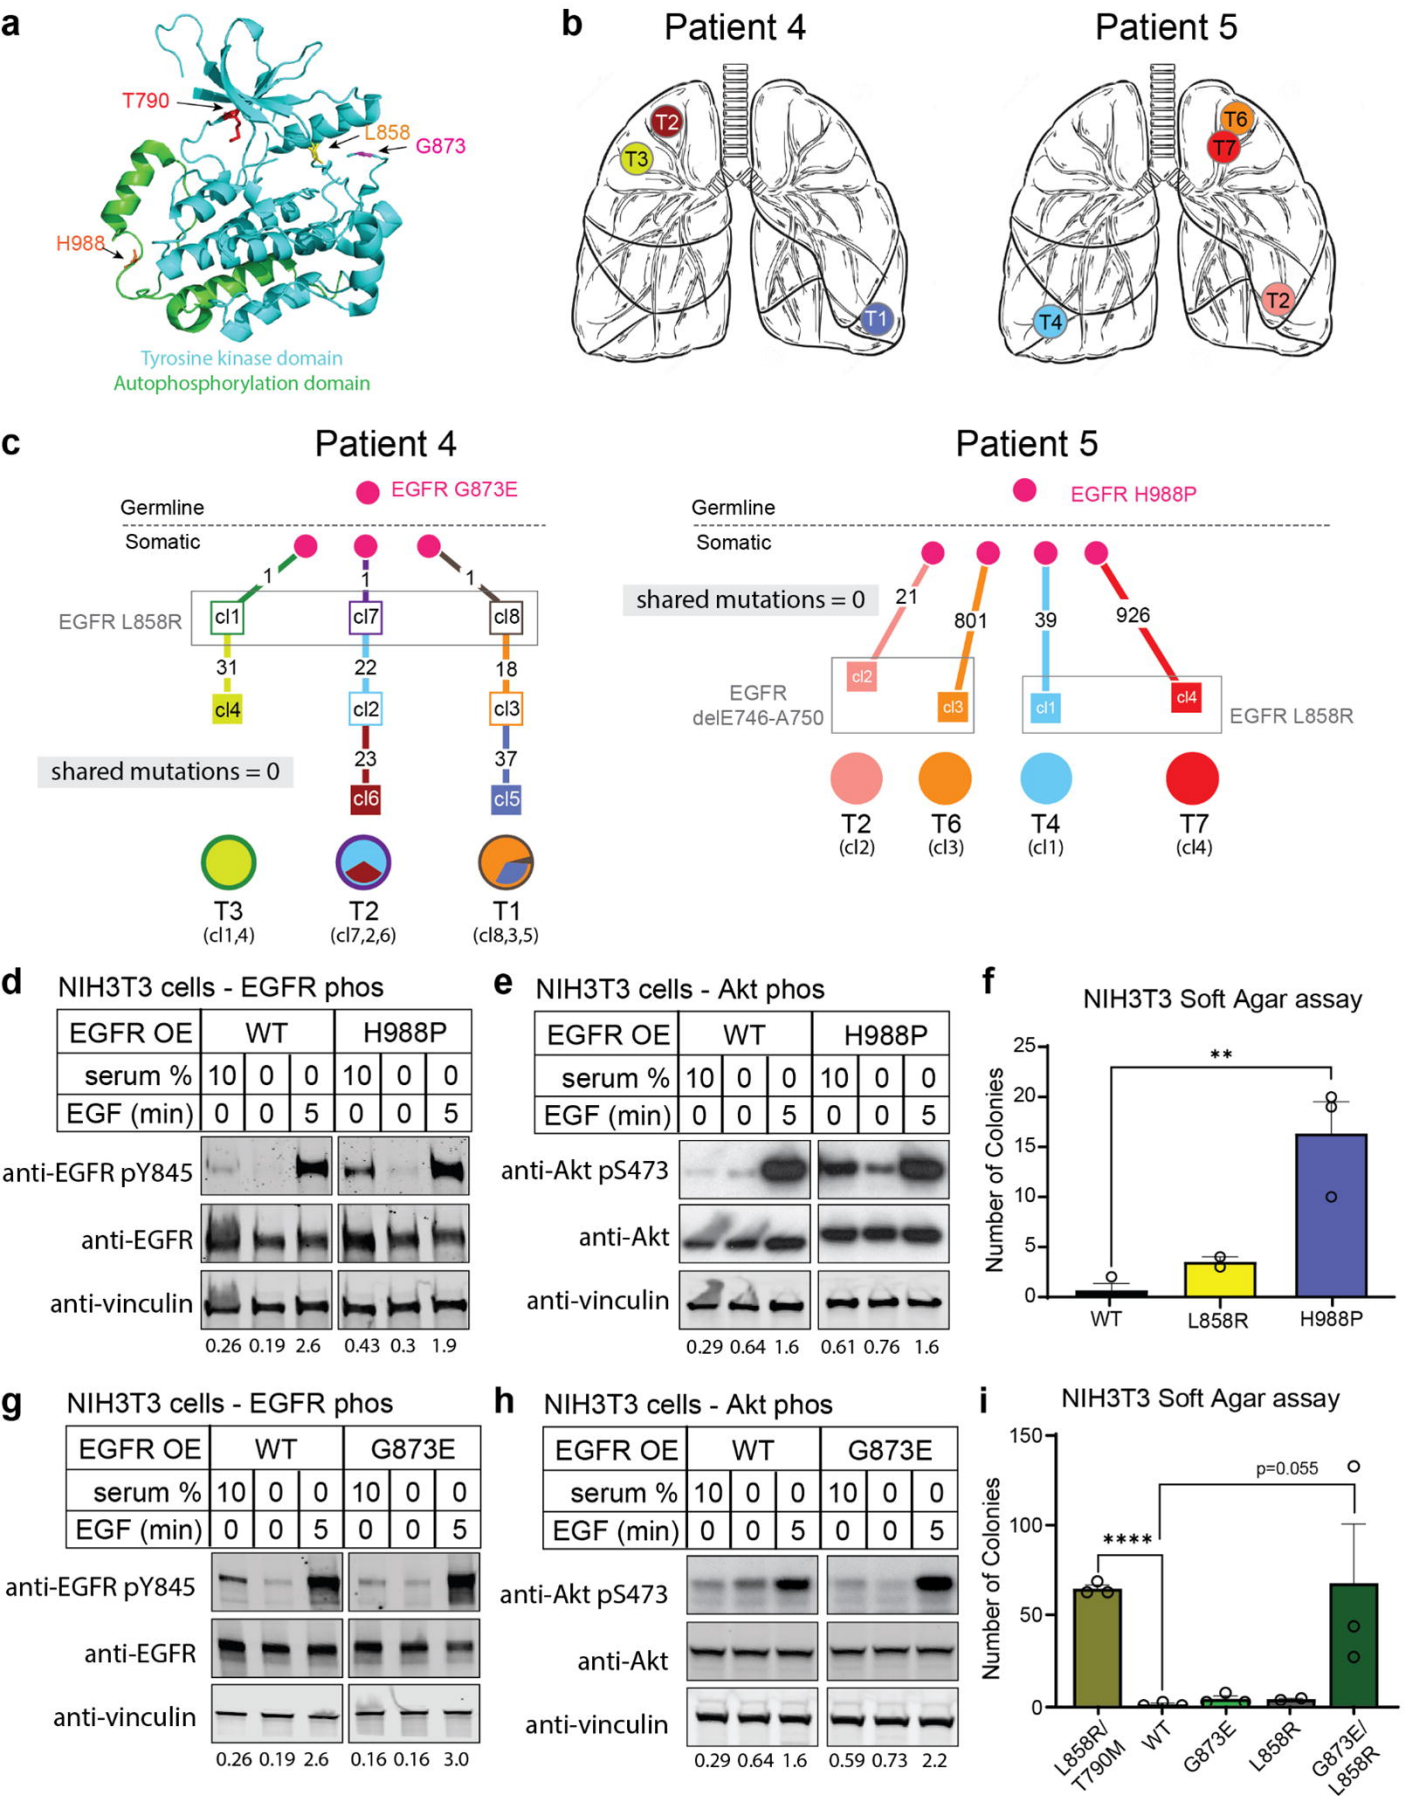 a
T790
L858
G873
H988
Tyrosine kinase domain
Autophosphorylation domain
b
Patient 4
Patient 5
T2
T3
T1
T6
T7
T4
T2
c
Patient 4
EGFR G873E
Germline
Somatic
1
1
1
EGFR L858R
cl1
cl7
cl8
31
22
18
cl4
cl2
cl3
shared mutations = 0
23
37
cl6
cl5
T3
T2
T1
(cl1,4)
(cl7,2,6)
(cl8,3,5)
Patient 5
EGFR H988P
Germline
Somatic
shared mutations = 0
21
801
39
926
EGFR
delE746-A750
cl2
cl3
cl1
cl4
EGFR L858R
T2
T6
T4
T7
(cl2)
(cl3)
(cl1)
(cl4)
d
NIH3T3 cells - EGFR phos
EGFR OE WT H988P
serum % 10 0 0 10 0 0
EGF (min) 0 0 5 0 0 5
anti-EGFR pY845
anti-EGFR
anti-vinculin
0.26 0.19 2.6 0.43 0.3 1.9
e
NIH3T3 cells - Akt phos
EGFR OE WT H988P
serum % 10 0 0 10 0 0
EGF (min) 0 0 5 0 0 5
anti-Akt pS473
anti-Akt
anti-vinculin
0.29 0.64 1.6 0.61 0.76 1.6
f
NIH3T3 Soft Agar assay
Number of Colonies
25
20
15
10
5
0
**
WT
L858R
H988P
g
NIH3T3 cells - EGFR phos
EGFR OE WT G873E
serum % 10 0 0 10 0 0
EGF (min) 0 0 5 0 0 5
anti-EGFR pY845
anti-EGFR
anti-vinculin
0.26 0.19 2.6 0.16 0.16 3.0
h
NIH3T3 cells - Akt phos
EGFR OE WT G873E
serum % 10 0 0 10 0 0
EGF (min) 0 0 5 0 0 5
anti-Akt pS473
anti-Akt
anti-vinculin
0.29 0.64 1.6 0.59 0.73 2.2
i
NIH3T3 Soft Agar assay
Number of Colonies
150
100
50
0
****
p=0.055
L858R/
T790M
WT
G873E
L858R
G873E/
L858R